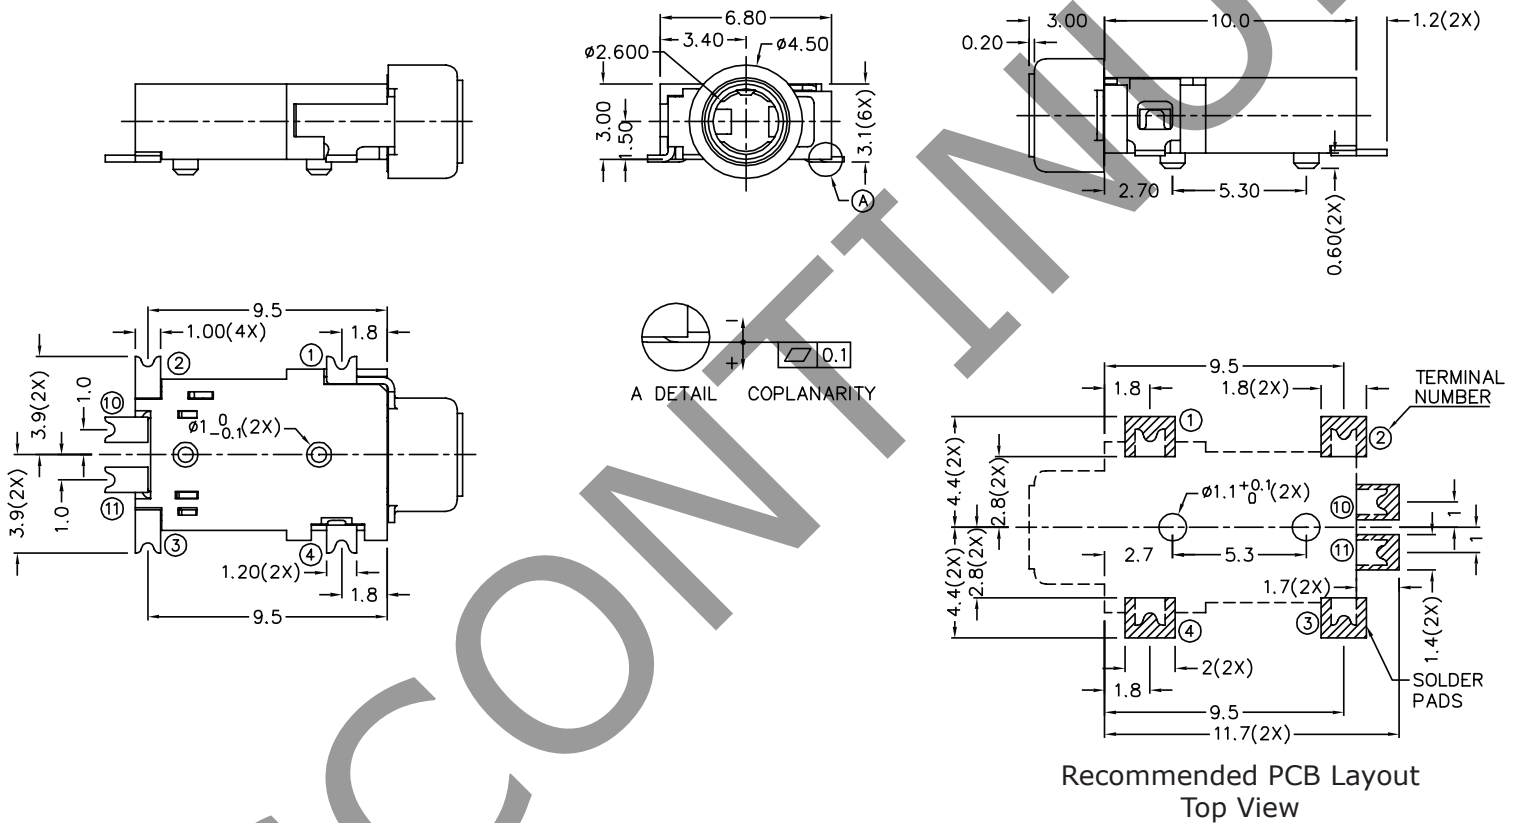 6.80
3.40
ø2.600
ø4.50
3.00
1.50
3.1(6X)
A
3.00
10.0
1.2(2X)
0.20
2.70
5.30
0.60(2X)
9.5
1.00(4X)
1.8
2
1
10
3.9(2X)
1.0
ø1 0 -0.1 (2X)
3.9(2X)
1.0
11
3
4
1.20(2X)
1.8
9.5
− 
+
0.1
A DETAIL
COPLANARITY
9.5
1.8
1.8(2X)
TERMINAL
NUMBER
1
2
4.4(2X)
2.8(2X)
ø1.1 +0.1 0 (2X)
10
1
11
1
2.7
5.3
4.4(2X)
2.8(2X)
1.7(2X)
4
3
1.4(2X)
2(2X)
1.8
SOLDER
PADS
9.5
11.7(2X)
Recommended PCB Layout
Top View
CONTINU